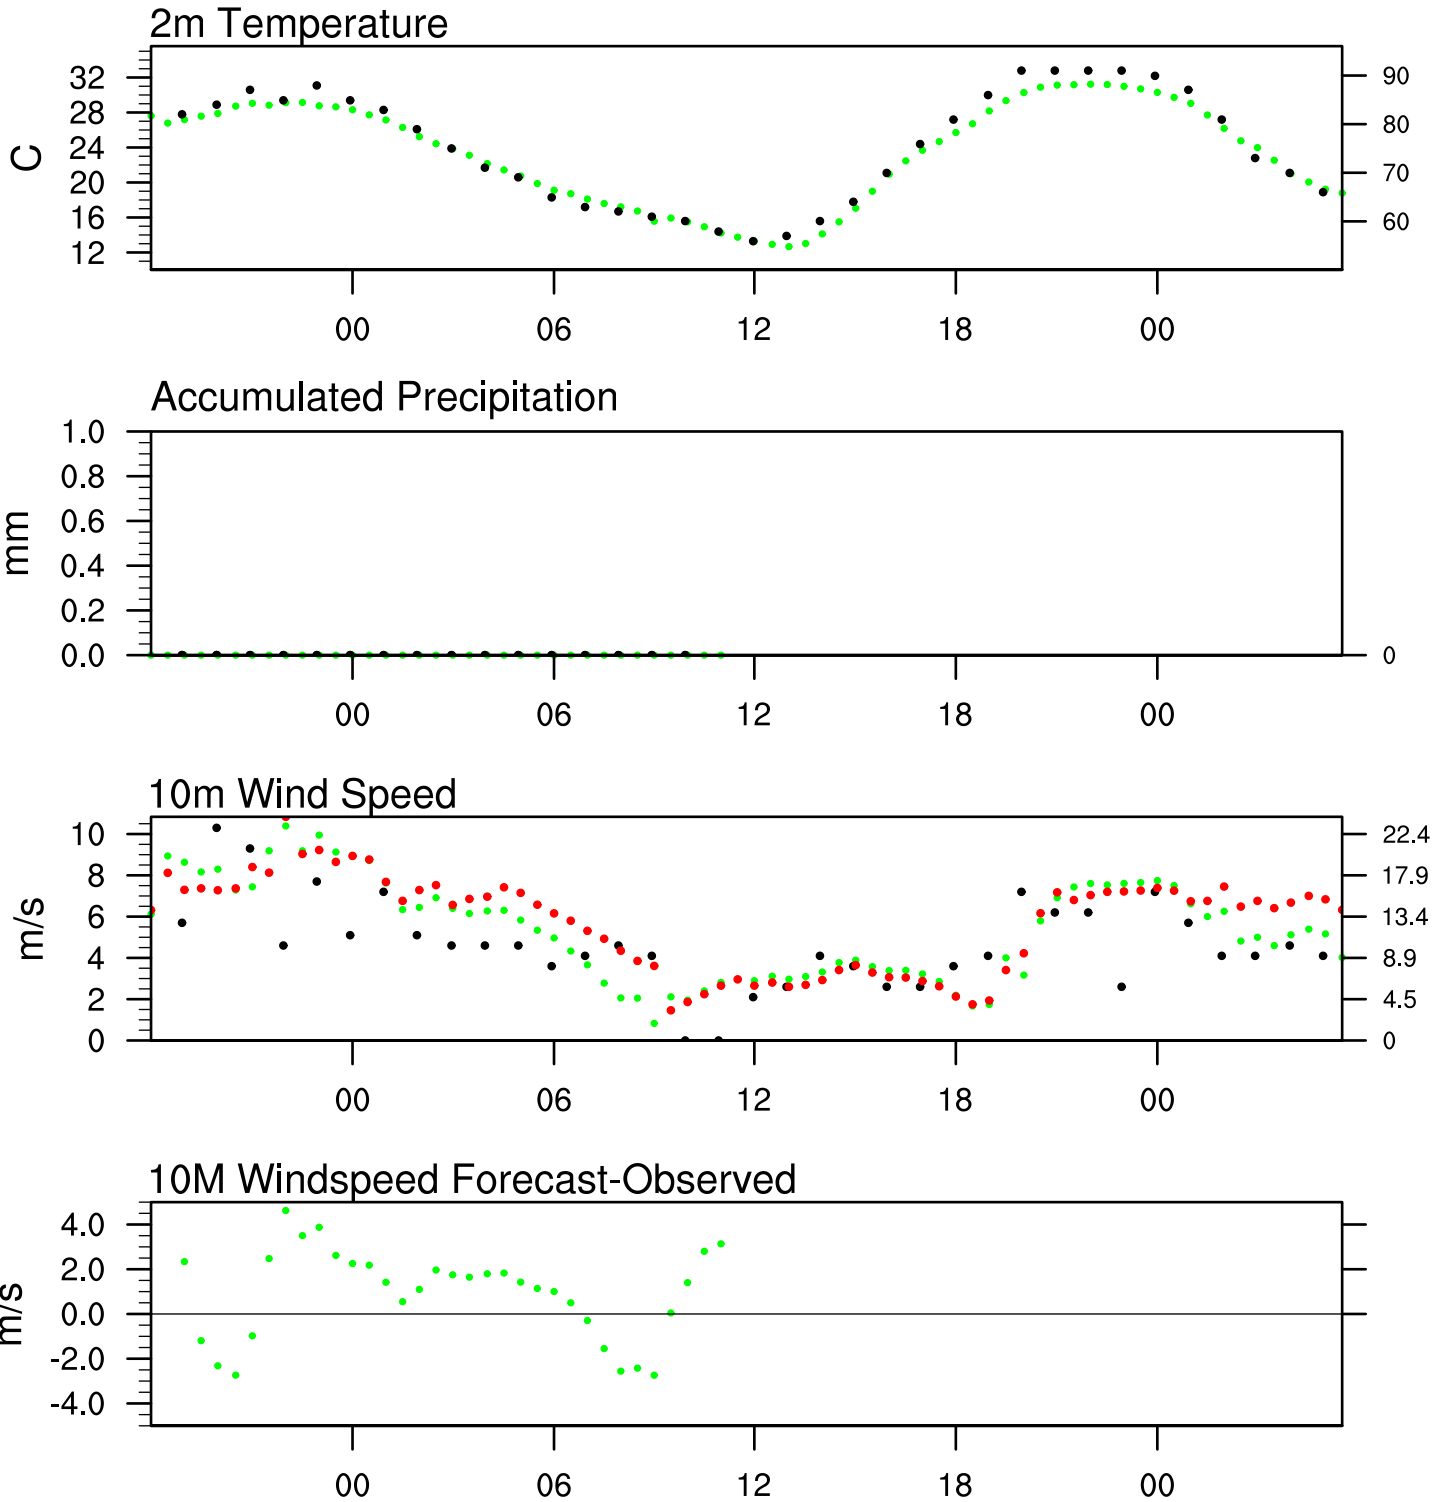 2m Temperature
32
28
24
20
16
12
C
90
80
70
60
00 06 12 18 00
Accumulated Precipitation
1.0
0.8
0.6
0.4
0.2
0.0
mm
0
00 06 12 18 00
10m Wind Speed
10
8
6
4
2
0
m/s
22.4
17.9
13.4
8.9
4.5
0
00 06 12 18 00
10M Windspeed Forecast-Observed
4.0
2.0
0.0
-2.0
-4.0
m/s
00 06 12 18 00